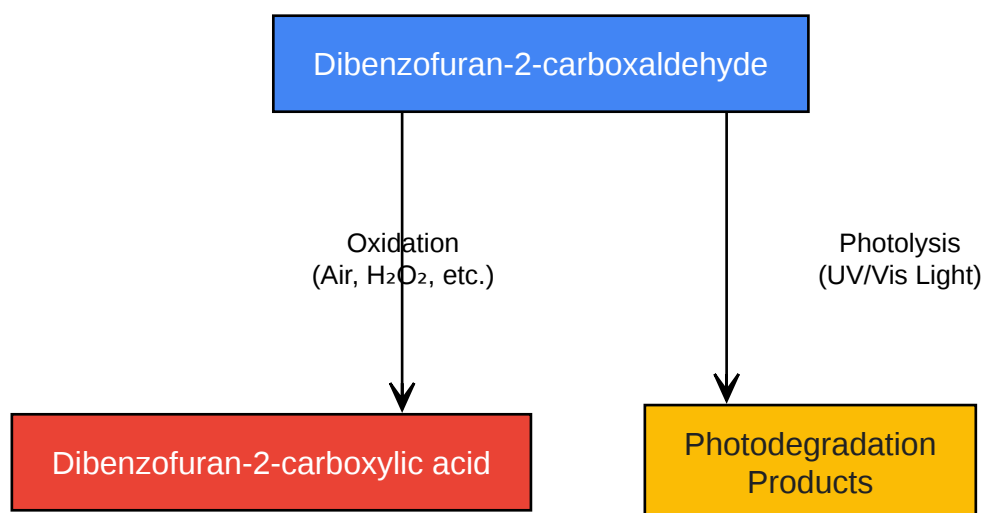 Dibenzofuran-2-carboxaldehyde
Oxidation
(Air, H₂O₂, etc.)
Photolysis
(UV/Vis Light)
Dibenzofuran-2-carboxylic acid
Photodegradation
Products